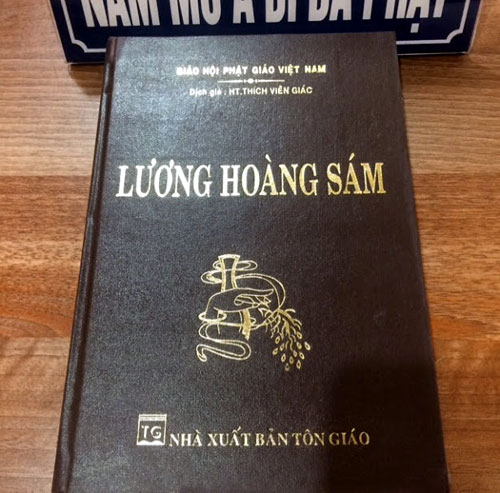 NAM MÔ A DI ĐÀ PHẬT
GIÁO HỘI PHẬT GIÁO VIỆT NAM
Dịch giả : HT.THÍCH VIÊN GIÁC
LƯƠNG HOÀNG SÁM
TG NHÀ XUẤT BẢN TÔN GIÁO